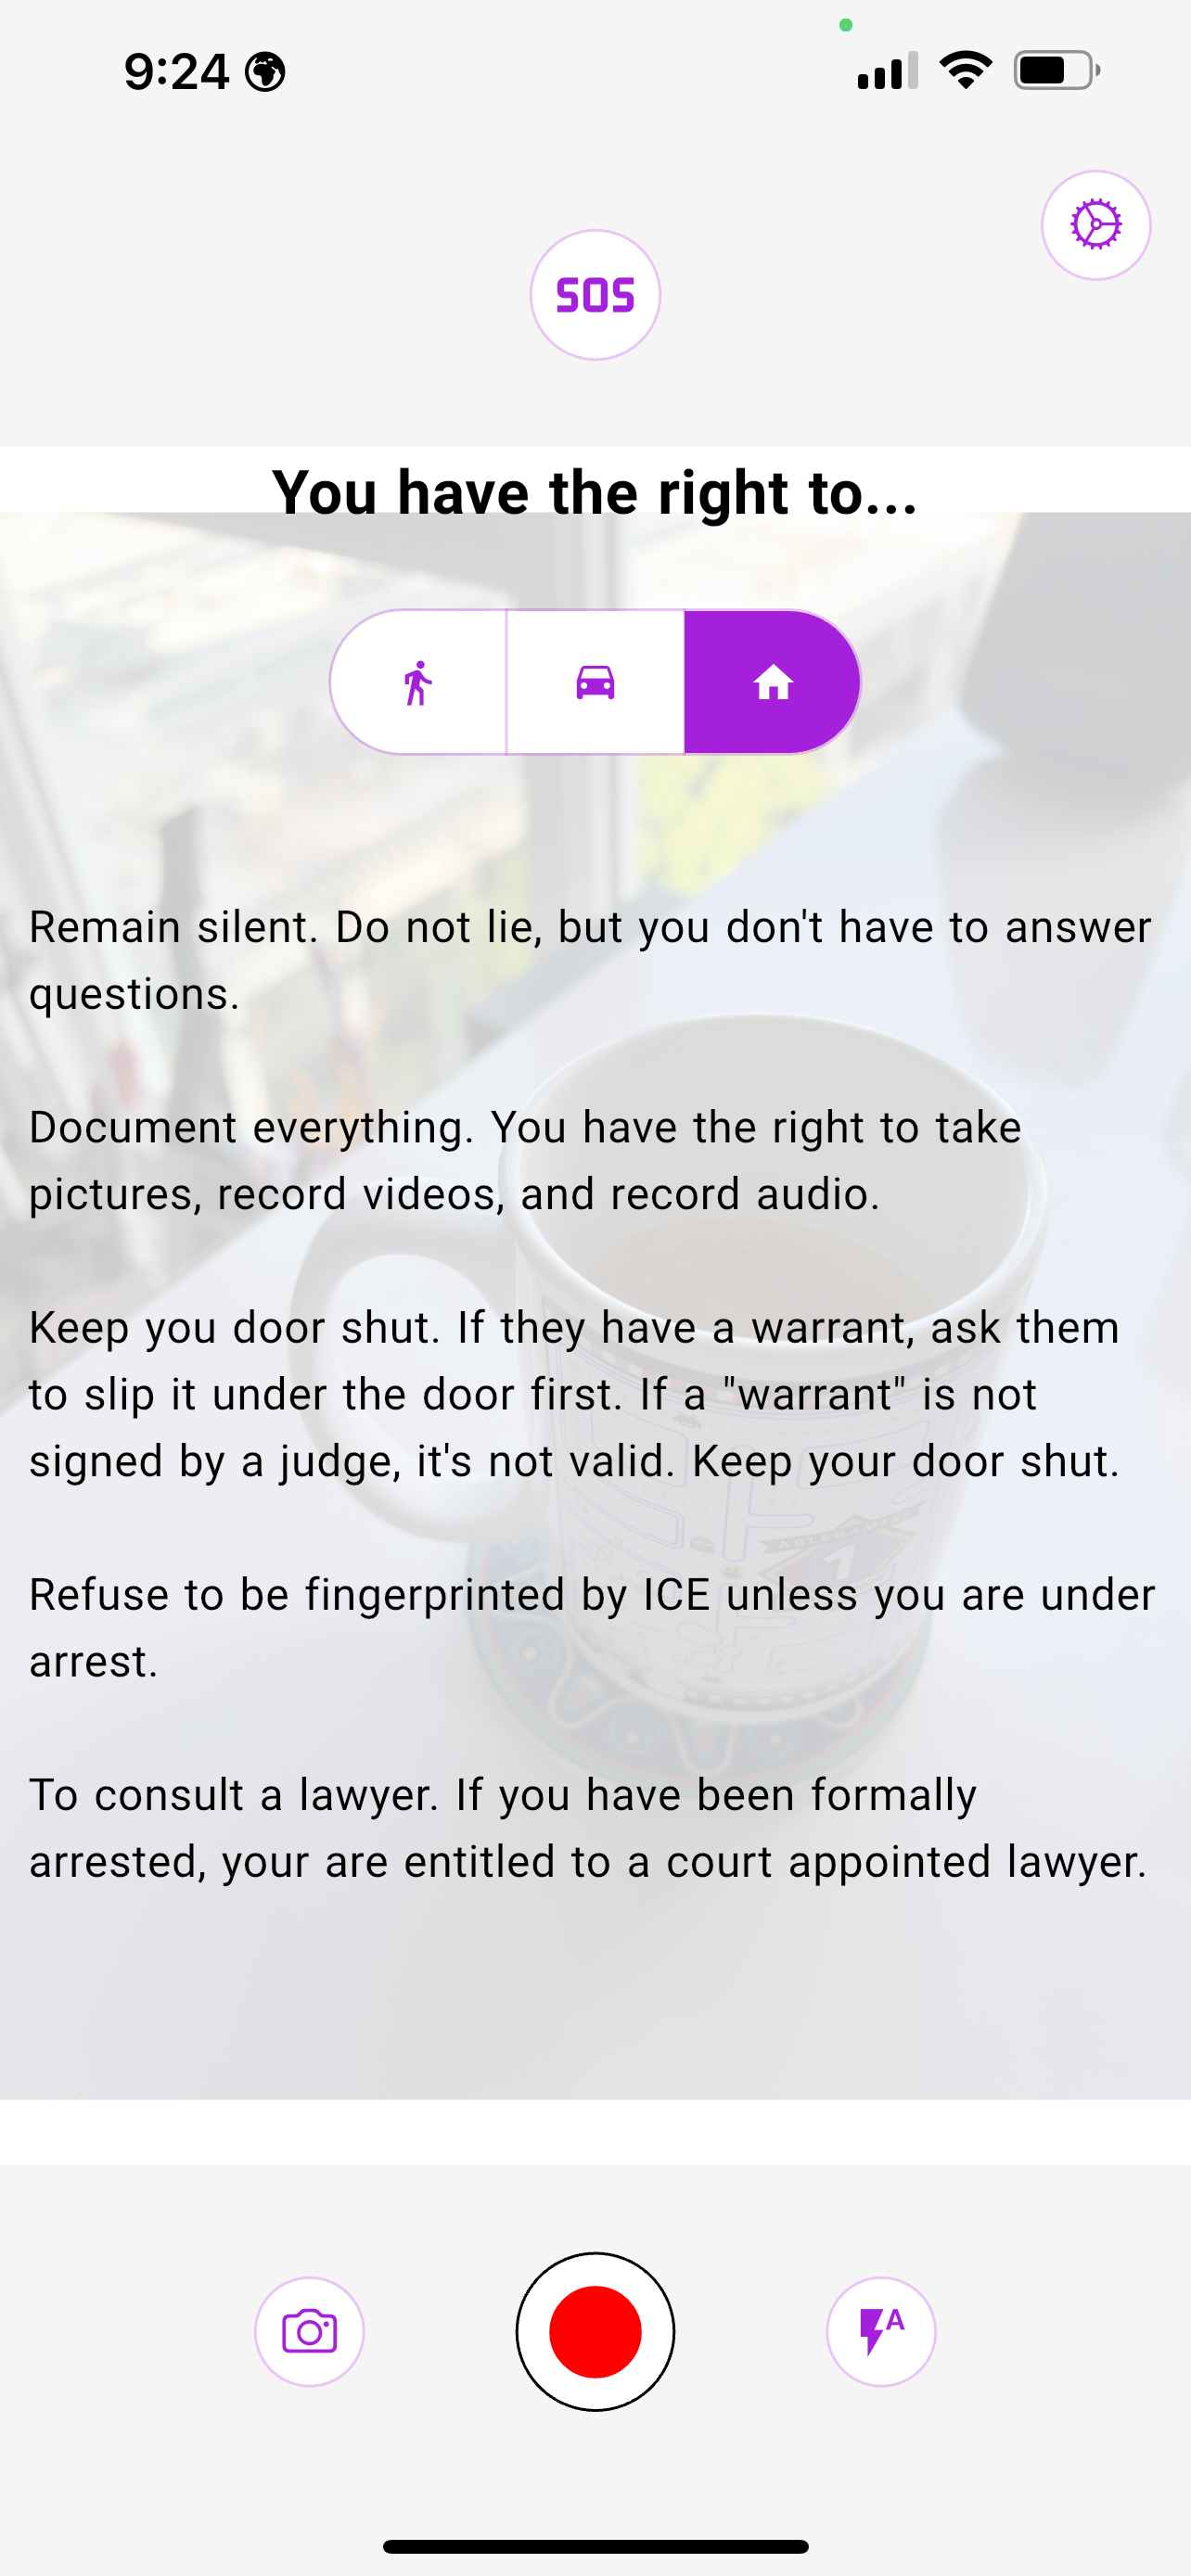 9:24
SOS
You have the right to...
Remain silent. Do not lie, but you don't have to answer
questions.
Document everything. You have the right to take
pictures, record videos, and record audio.
Keep you door shut. If they have a warrant, ask them
to slip it under the door first. If a "warrant" is not
signed by a judge, it's not valid. Keep your door shut.
ABLEGAMERS
1
Refuse to be fingerprinted by ICE unless you are under
arrest.
To consult a lawyer. If you have been formally
arrested, your are entitled to a court appointed lawyer.
A